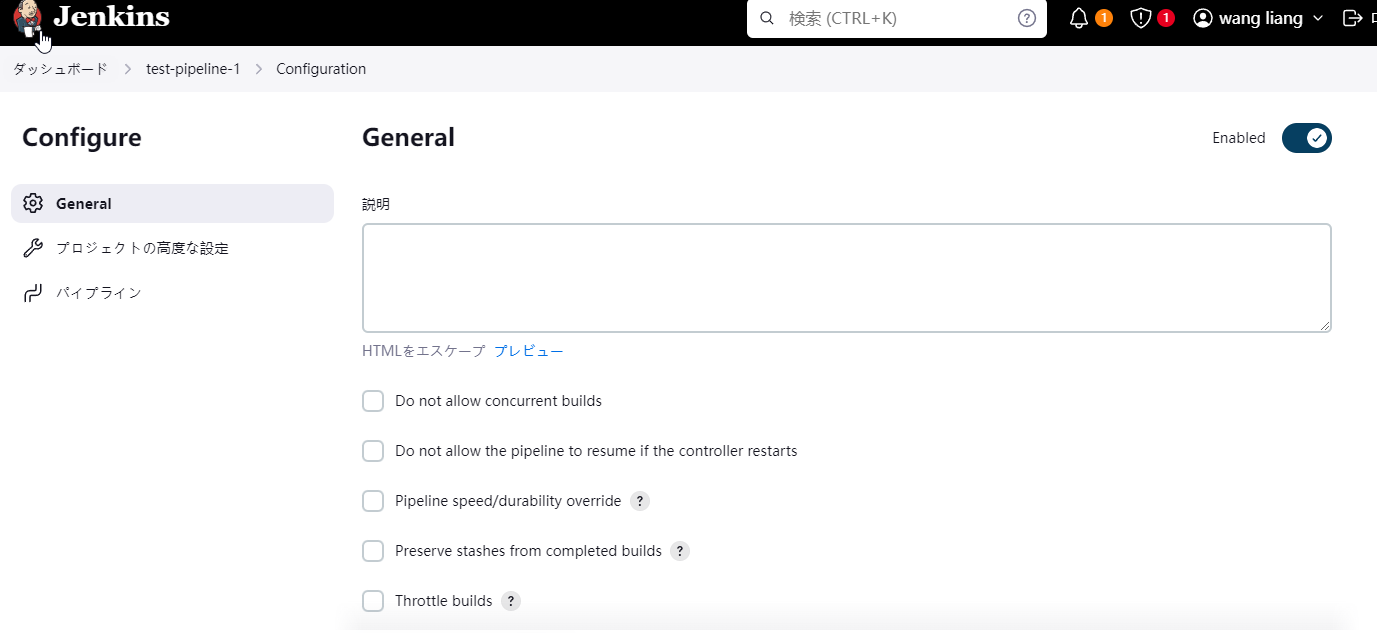 Jenkins
検索 (CTRL+K)
?
1
1
wang liang
ダッシュボード
test-pipeline-1
Configuration
Configure
General
プロジェクトの高度な設定
パイプライン
General
Enabled
説明
HTMLをエスケープ プレビュー
Do not allow concurrent builds
Do not allow the pipeline to resume if the controller restarts
Pipeline speed/durability override ?
Preserve stashes from completed builds ?
Throttle builds ?